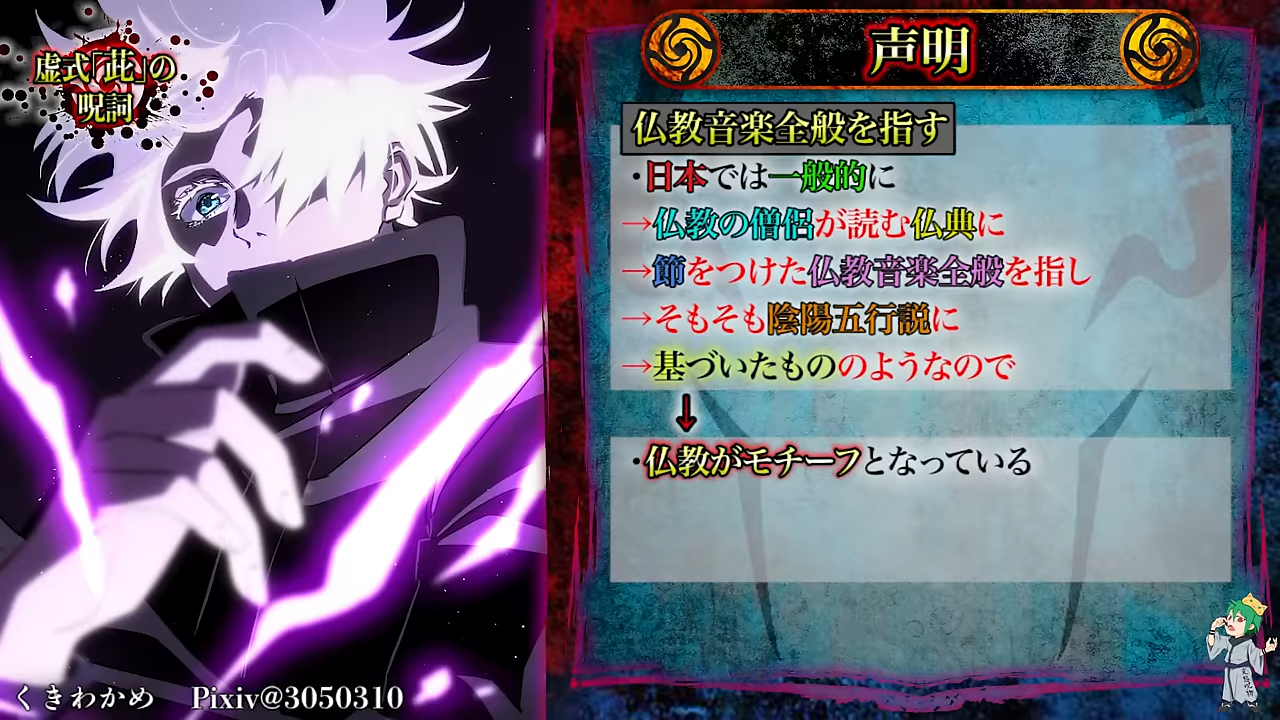 虚式「茈」の
呪詞
声明
仏教音楽全般を指す
・日本では一般的に
→仏教の僧侶が読む仏典に
→節をつけた仏教音楽全般を指し
→そもそも陰陽五行説に
→基づいたもののようなので
↓
・仏教がモチーフとなっている
くきわかめ Pixiv@3050310